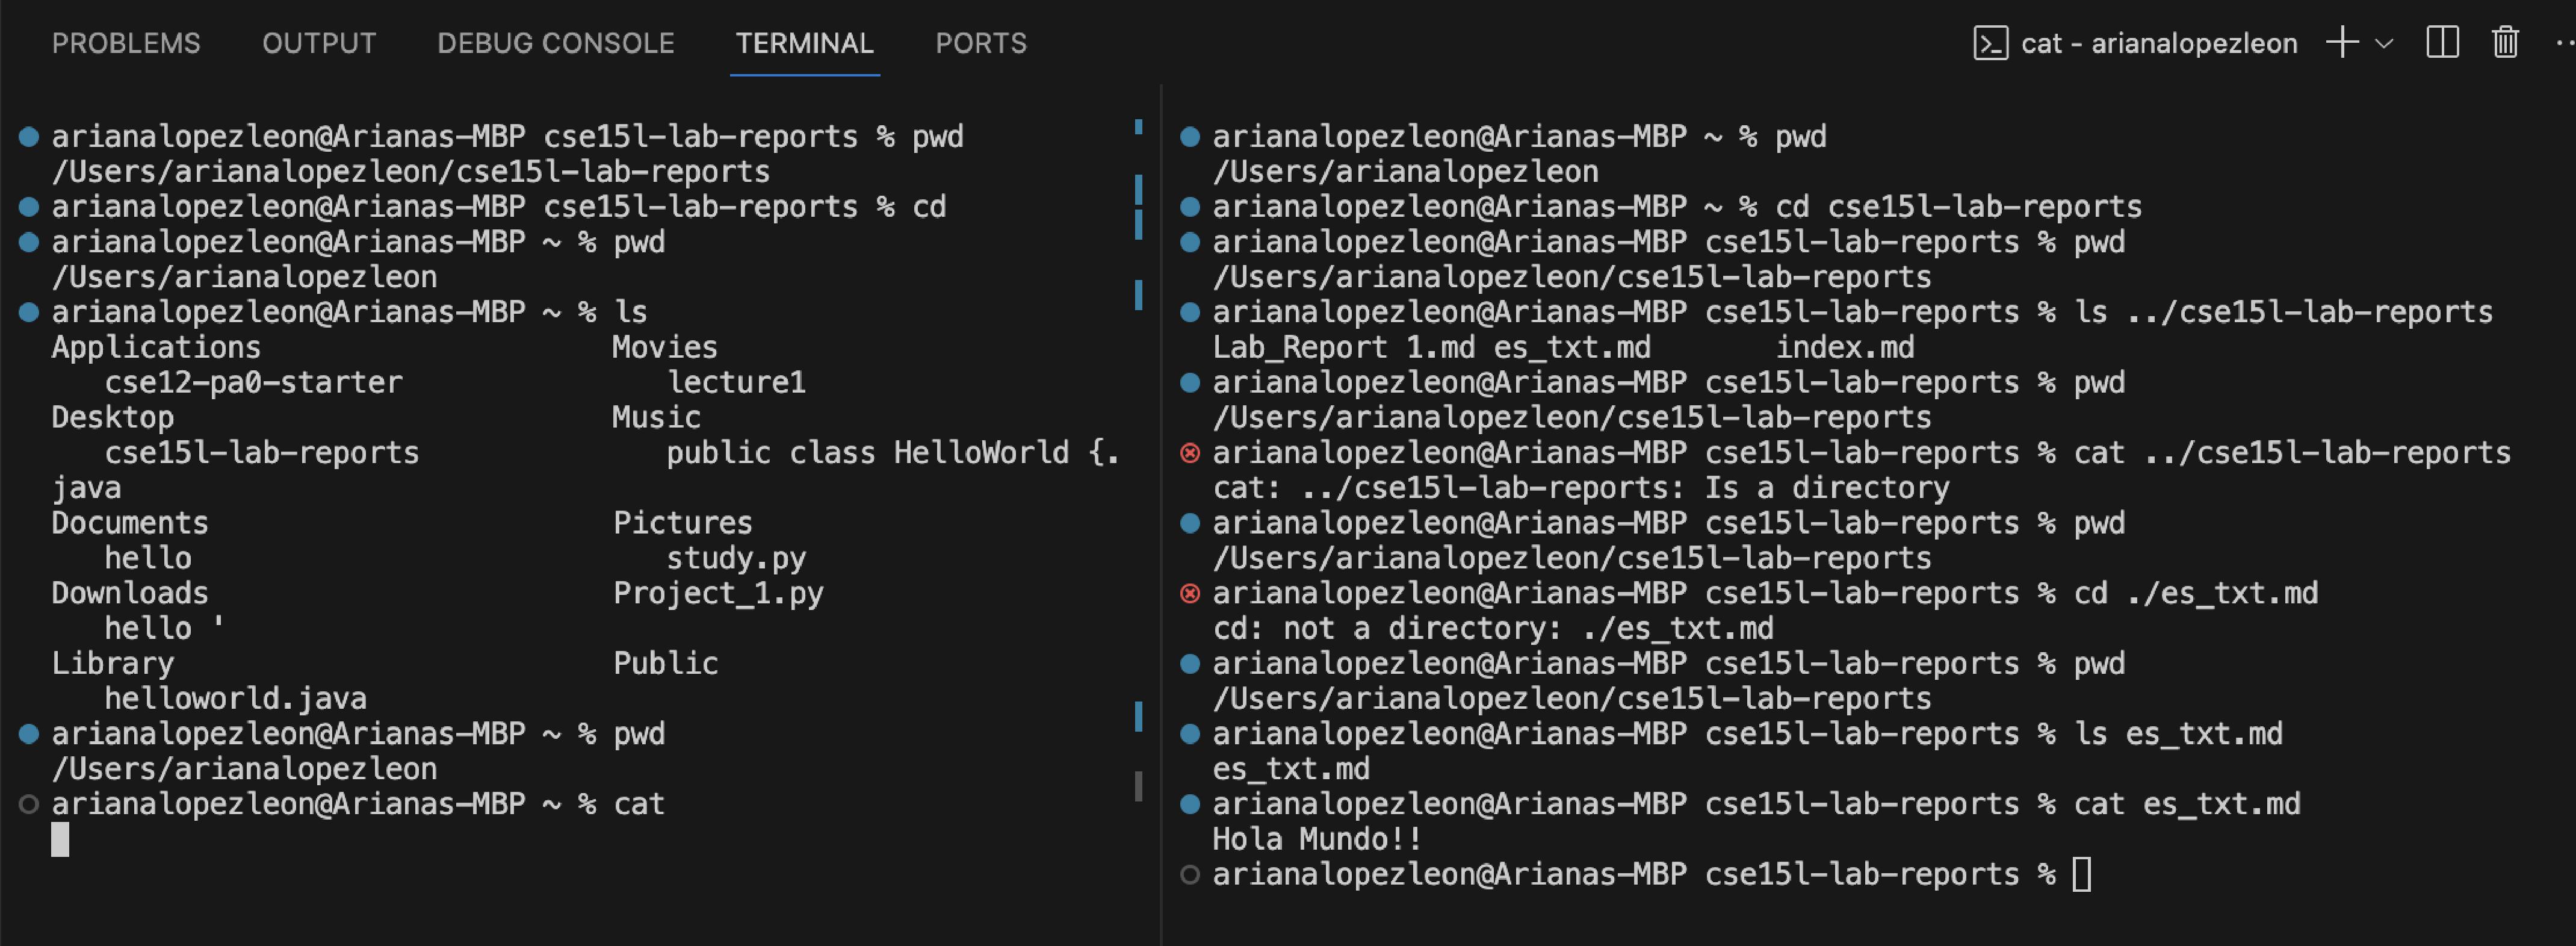 PROBLEMS OUTPUT DEBUG CONSOLE TERMINAL PORTS
cat - arianalopezleon
arianalopezleon@Arianas-MBP cse15l-lab-reports % pwd
/Users/arianalopezleon/cse15l-lab-reports
arianalopezleon@Arianas-MBP cse15l-lab-reports % cd
arianalopezleon@Arianas-MBP ~ % pwd
/Users/arianalopezleon
arianalopezleon@Arianas-MBP ~ % ls
Applications Movies
cse12-pa0-starter lecture1
Desktop Music
cse15l-lab-reports public class HelloWorld {.
java
Documents Pictures
hello study.py
Downloads Project_1.py
hello '
Library Public
helloworld.java
arianalopezleon@Arianas-MBP ~ % pwd
/Users/arianalopezleon
arianalopezleon@Arianas-MBP ~ % cat
arianalopezleon@Arianas-MBP ~ % pwd
/Users/arianalopezleon
arianalopezleon@Arianas-MBP ~ % cd cse15l-lab-reports
arianalopezleon@Arianas-MBP cse15l-lab-reports % pwd
/Users/arianalopezleon/cse15l-lab-reports
arianalopezleon@Arianas-MBP cse15l-lab-reports % ls ../cse15l-lab-reports
Lab_Report 1.md es_txt.md index.md
arianalopezleon@Arianas-MBP cse15l-lab-reports % pwd
/Users/arianalopezleon/cse15l-lab-reports
arianalopezleon@Arianas-MBP cse15l-lab-reports % cat ../cse15l-lab-reports
cat: ../cse15l-lab-reports: Is a directory
arianalopezleon@Arianas-MBP cse15l-lab-reports % pwd
/Users/arianalopezleon/cse15l-lab-reports
arianalopezleon@Arianas-MBP cse15l-lab-reports % cd ./es_txt.md
cd: not a directory: ./es_txt.md
arianalopezleon@Arianas-MBP cse15l-lab-reports % pwd
/Users/arianalopezleon/cse15l-lab-reports
arianalopezleon@Arianas-MBP cse15l-lab-reports % ls es_txt.md
es_txt.md
arianalopezleon@Arianas-MBP cse15l-lab-reports % cat es_txt.md
Hola Mundo!!
arianalopezleon@Arianas-MBP cse15l-lab-reports %